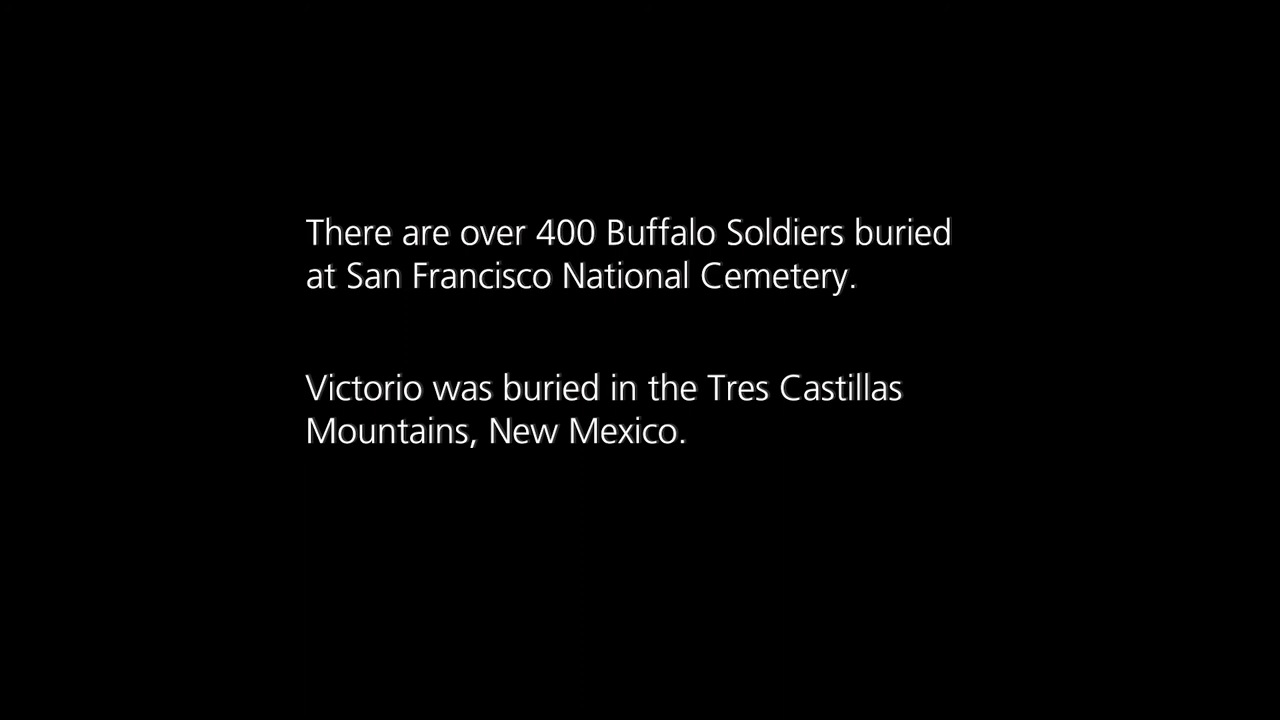 There are over 400 Buffalo Soldiers buried
at San Francisco National Cemetery.
Victorio was buried in the Tres Castillas
Mountains, New Mexico.